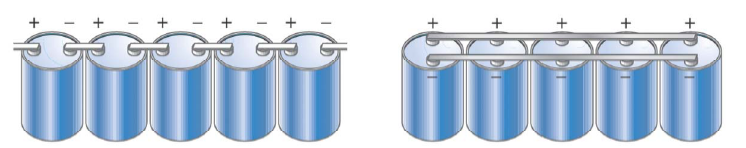 + − + − + − + − + −
+ + + + +
− − − − −